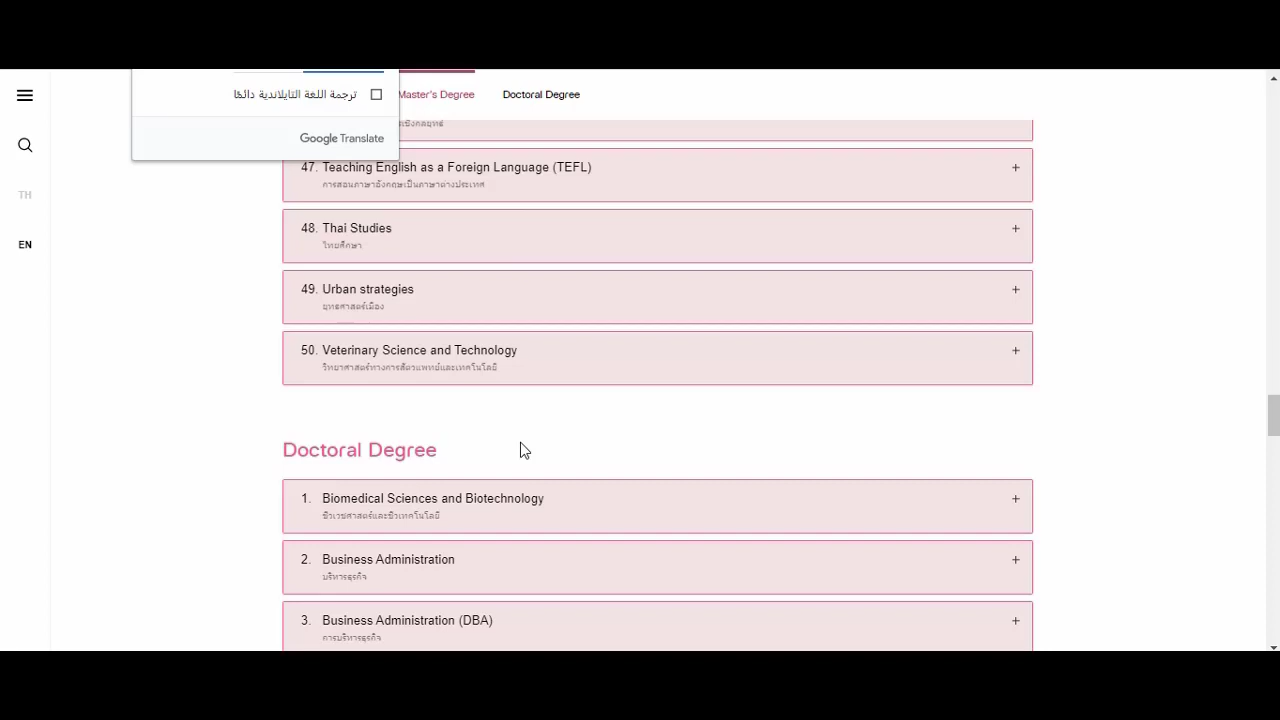 ترجمة اللغة التايلاندية دائمًا
Google Translate
Master's Degree
Doctoral Degree
TH
EN
47. Teaching English as a Foreign Language (TEFL)
การสอนภาษาอังกฤษเป็นภาษาต่างประเทศ
48. Thai Studies
ไทยศึกษา
49. Urban strategies
ยุทธศาสตร์เมือง
50. Veterinary Science and Technology
วิทยาศาสตร์ทางการสัตวแพทย์และเทคโนโลยี
Doctoral Degree
1. Biomedical Sciences and Biotechnology
ชีวเวชศาสตร์และชีวเทคโนโลยี
2. Business Administration
บริหารธุรกิจ
3. Business Administration (DBA)
การบริหารธุรกิจ